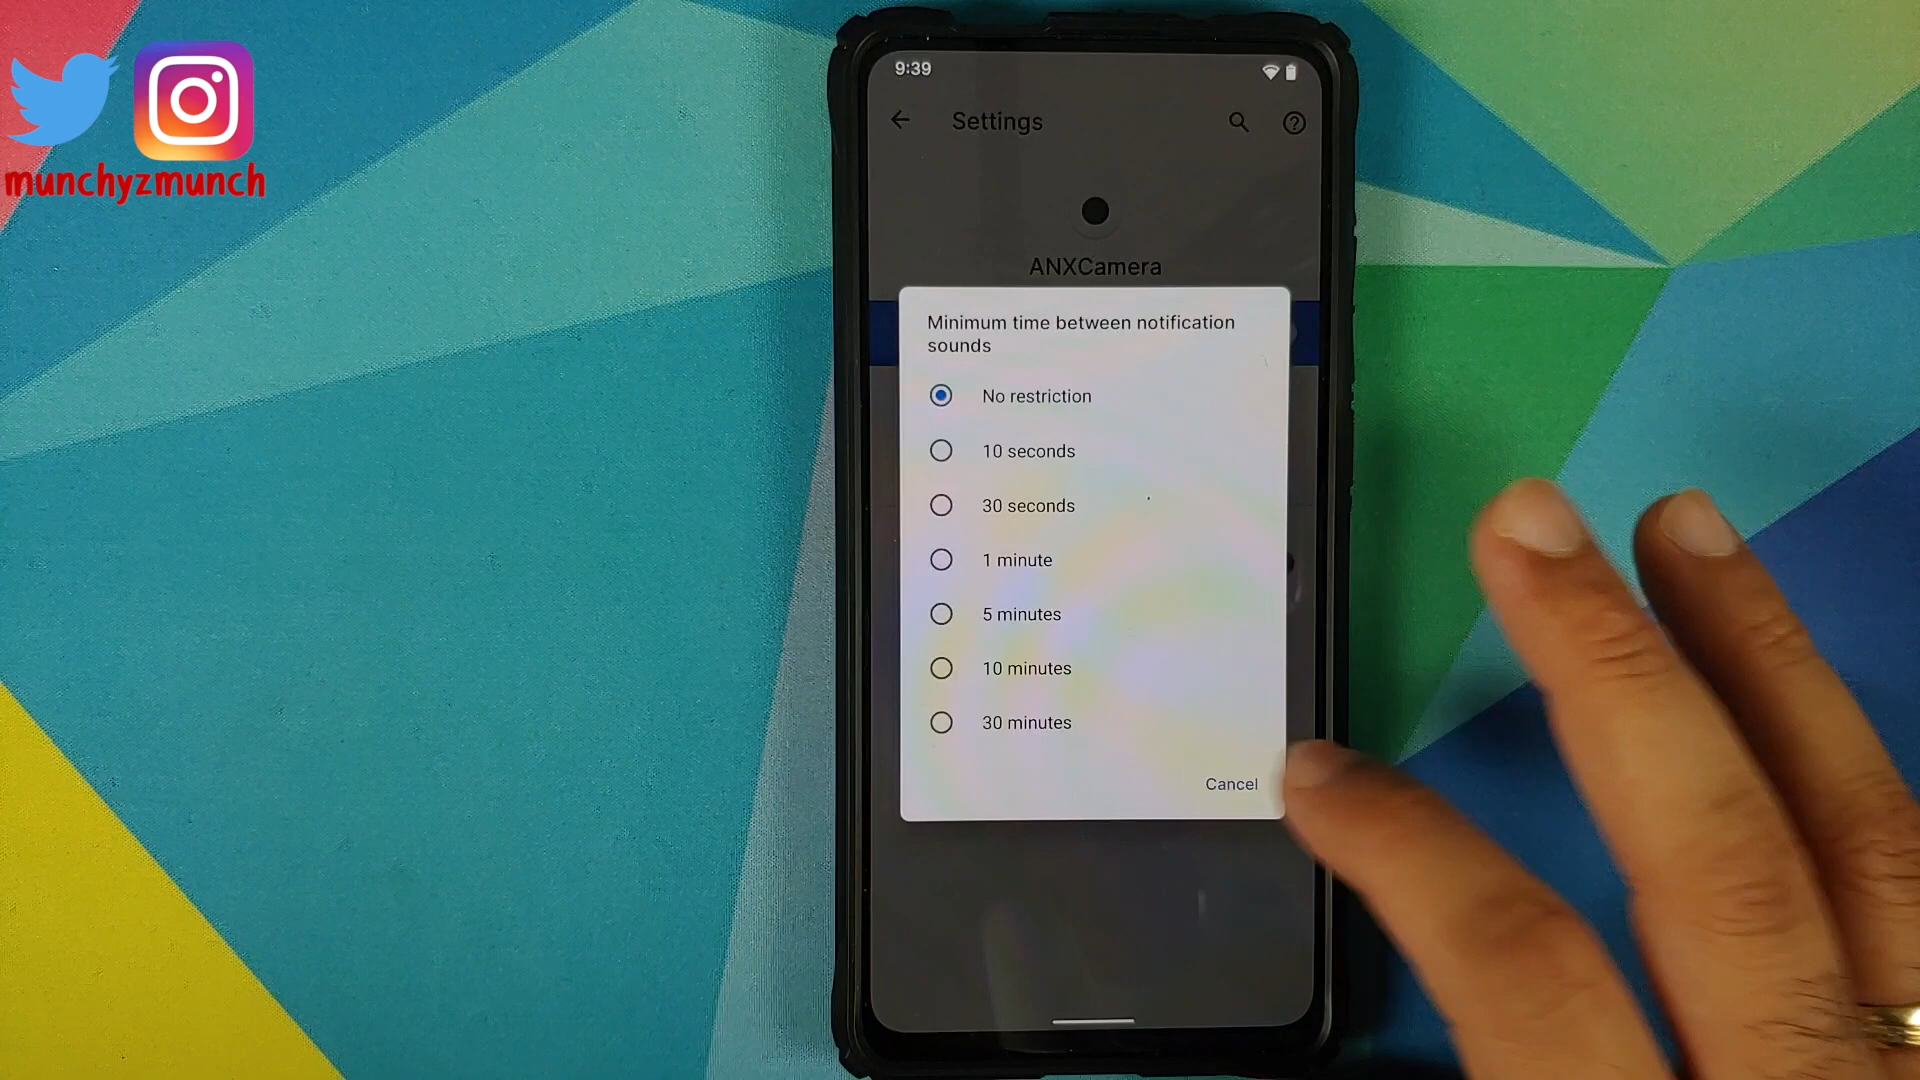 munchyzmunch
9:39
Settings
ANXCamera
Minimum time between notification
sounds
No restriction
10 seconds
30 seconds
1 minute
5 minutes
10 minutes
30 minutes
Cancel